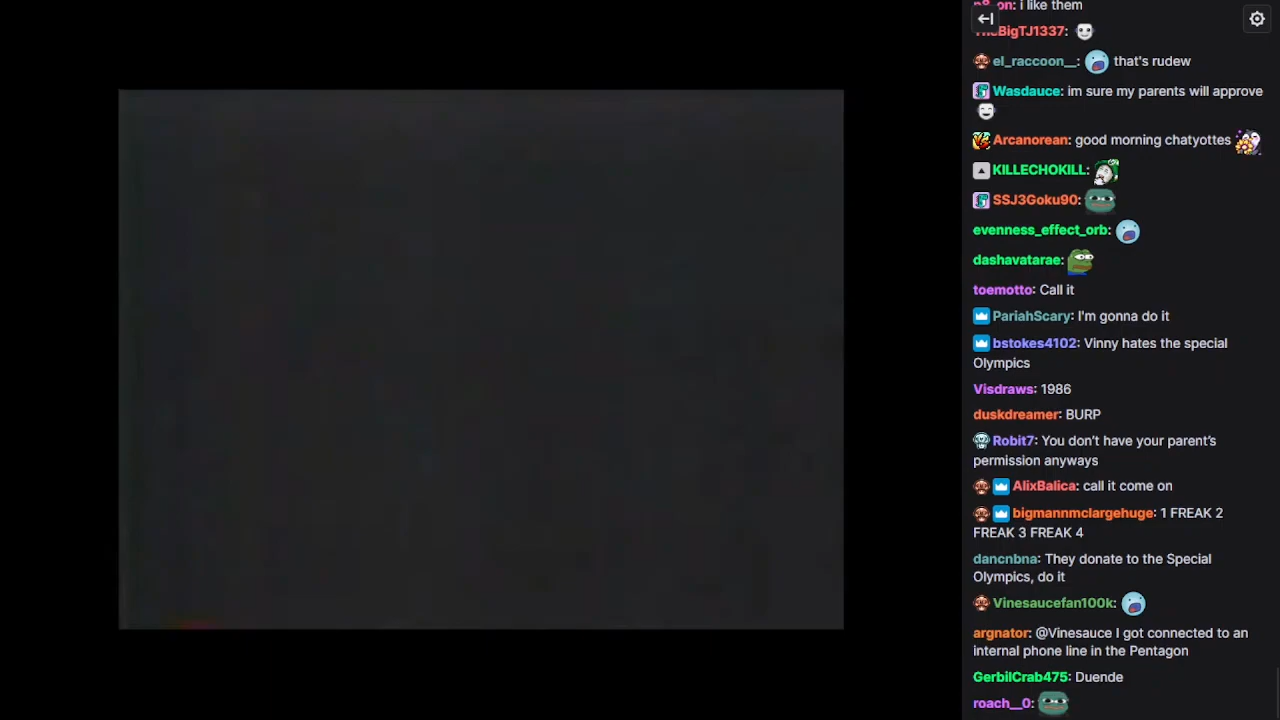 on: i like them
TheBigTJ1337:
el_raccoon__: that's rudew
Wasdauce: im sure my parents will approve
Arcanorean: good morning chatyottes
KILLECHOKILL:
SSJ3Goku90:
evenness_effect_orb:
dashavatarae:
toemotto: Call it
PariahScary: I'm gonna do it
bstokes4102: Vinny hates the special
Olympics
Visdraws: 1986
duskdreamer: BURP
Robit7: You don’t have your parent’s
permission anyways
AlixBalica: call it come on
bigmannmclargehuge: 1 FREAK 2
FREAK 3 FREAK 4
dancnbna: They donate to the Special
Olympics, do it
Vinesaucefan100k:
argnator: @Vinesauce I got connected to an
internal phone line in the Pentagon
GerbilCrab475: Duende
roach__0: